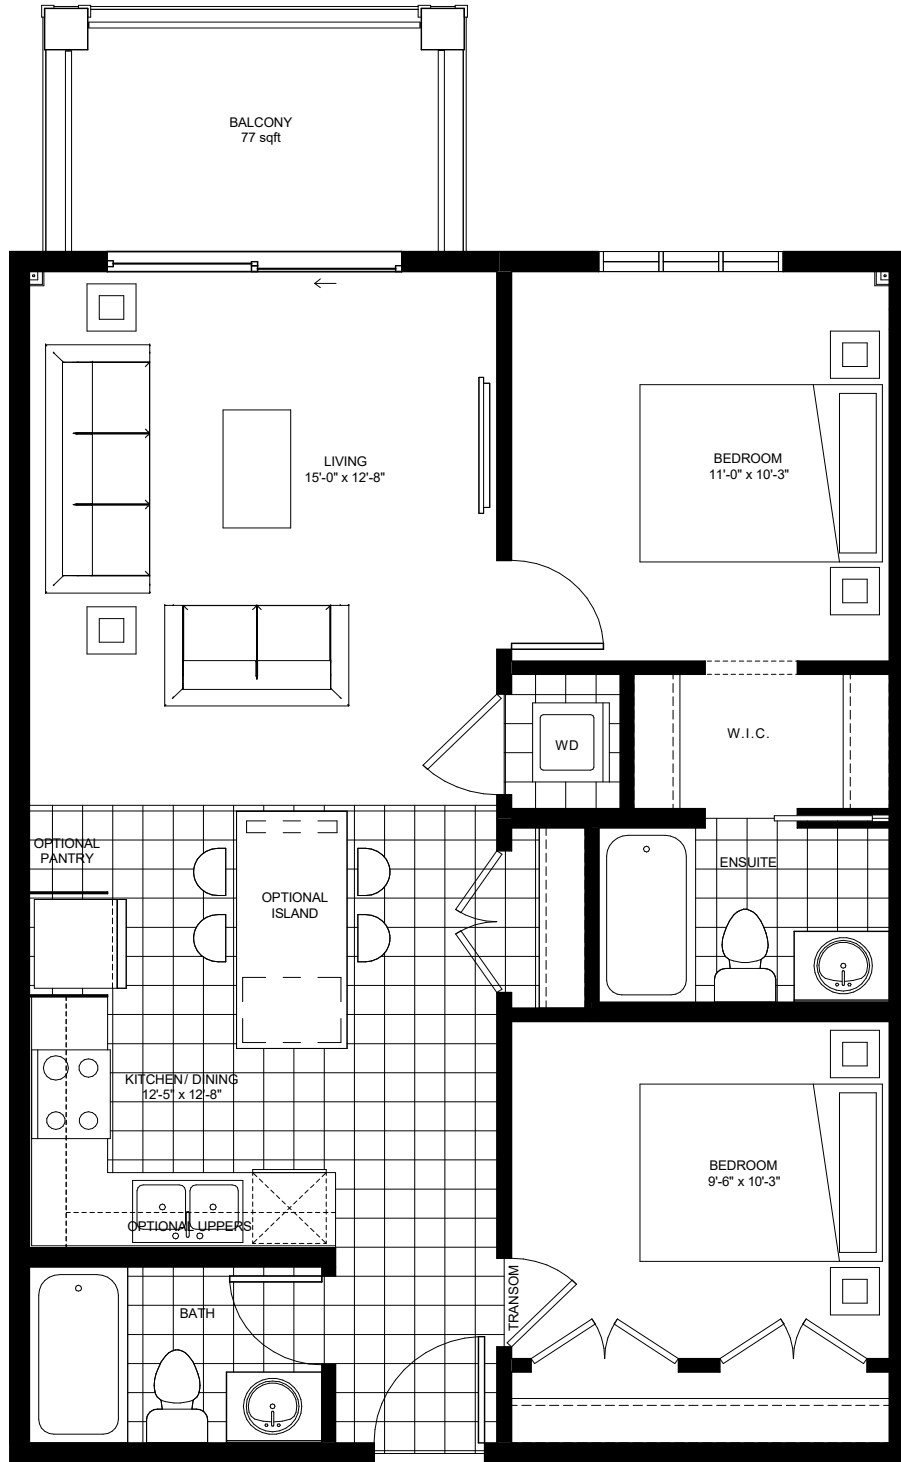 BALCONY
77 sqft
LIVING
15'-0" x 12'-8"
BEDROOM
11'-0" x 10'-3"
WD
W.I.C.
OPTIONAL
PANTRY
OPTIONAL
ISLAND
ENSUITE
KITCHEN/ DINING
12'-5" x 12'-8"
BEDROOM
9'-6" x 10'-3"
OPTIONAL UPPERS
TRANSOM
BATH